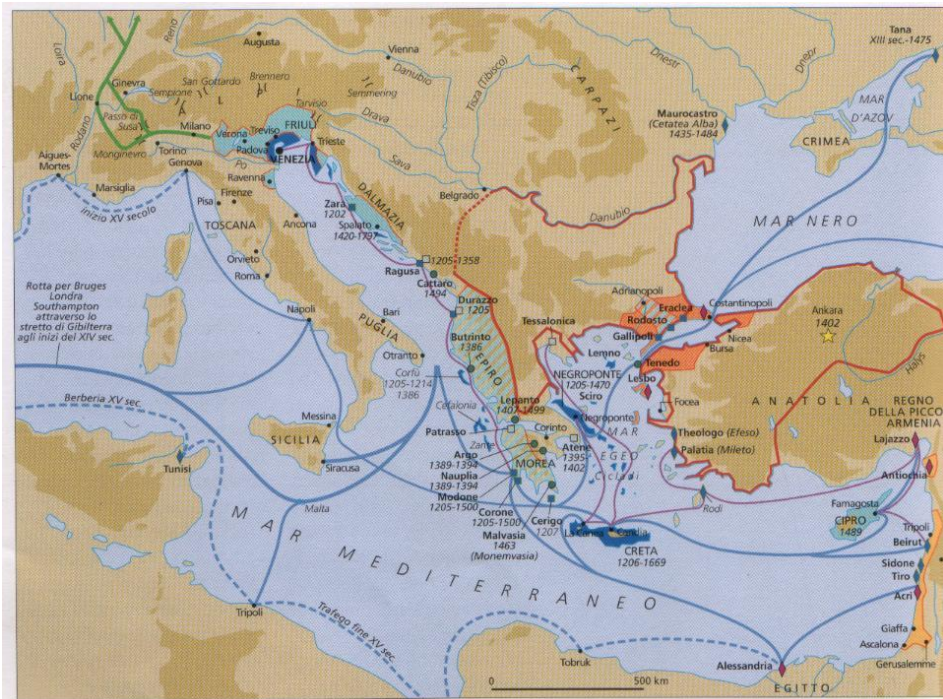 Loira
Reno
Augusta
Vienna
Danubio
Tisza (Tibisco)
Dnestr
Dnepr
Tana
XIII sec.-1475
Ginevra
San Gottardo
Sempione
Brennero
Tarvisio
Semmering
Drava
Sava
CARPAZI
Maurocastro
(Cetatea Alba)
1435-1484
MAR
D'AZOV
CRIMEA
Lione
Rodano
Passo di
Susa
Monginevro
Milano
Torino
Genova
Verona
Treviso
FRIULI
Padova
VENEZIA
Trieste
Po
Ravenna
Aigues-
Mortes
Marsiglia
inizio XV secolo
Pisa
Firenze
TOSCANA
Ancona
Orvieto
Roma
Zara
1202
DALMAZIA
Spalato
1420-1797
Belgrado
Danubio
MAR NERO
Ragusa
1205-1358
Cattaro
1494
Rotta per Bruges
Londra
Southampton
attraverso lo
stretto di Gibilterra
agli inizi del XIV sec.
Napoli
PUGLIA
Bari
Otranto
Durazzo
1205
Butrinto
1386
EPIRO
Corfù
1205-1214
1386
Tessalonica
Adrianopoli
Eraclea
Rodosto
Gallipoli
Costantinopoli
Nicea
Bursa
Ankara
1402
Halys
Lemno
Tenedo
Lesbo
NEGROPONTE
1205-1470
Sciro
Focea
ANATOLIA
REGNO
DELLA PICCOLA
ARMENIA
Berberia XV sec.
Messina
SICILIA
Siracusa
Tunisi
Malta
Cefalonia
Zante
Lepanto
1407-1499
Patrasso
Corinto
Negroponte
Argo
1389-1394
MOREA
Atene
1395-
1402
Nauplia
1389-1394
Modone
1205-1500
Corone
1205-1500
Malvasia
1463
(Monemvasia)
Cerigo
1207
MAR
EGEO
Cicladi
Theologo (Efeso)
Palatia (Mileto)
Rodi
La Canea
Candia
CRETA
1206-1669
Lajazzo
Antiochia
Famagosta
CIPRO
1489
Tripoli
Beirut
Sidone
Tiro
Acri
Giaffa
Ascalona
Gerusalemme
MAR MEDITERRANEO
Tripoli
Trafego fine XV sec.
Tobruk
Alessandria
EGITTO
0
500 km